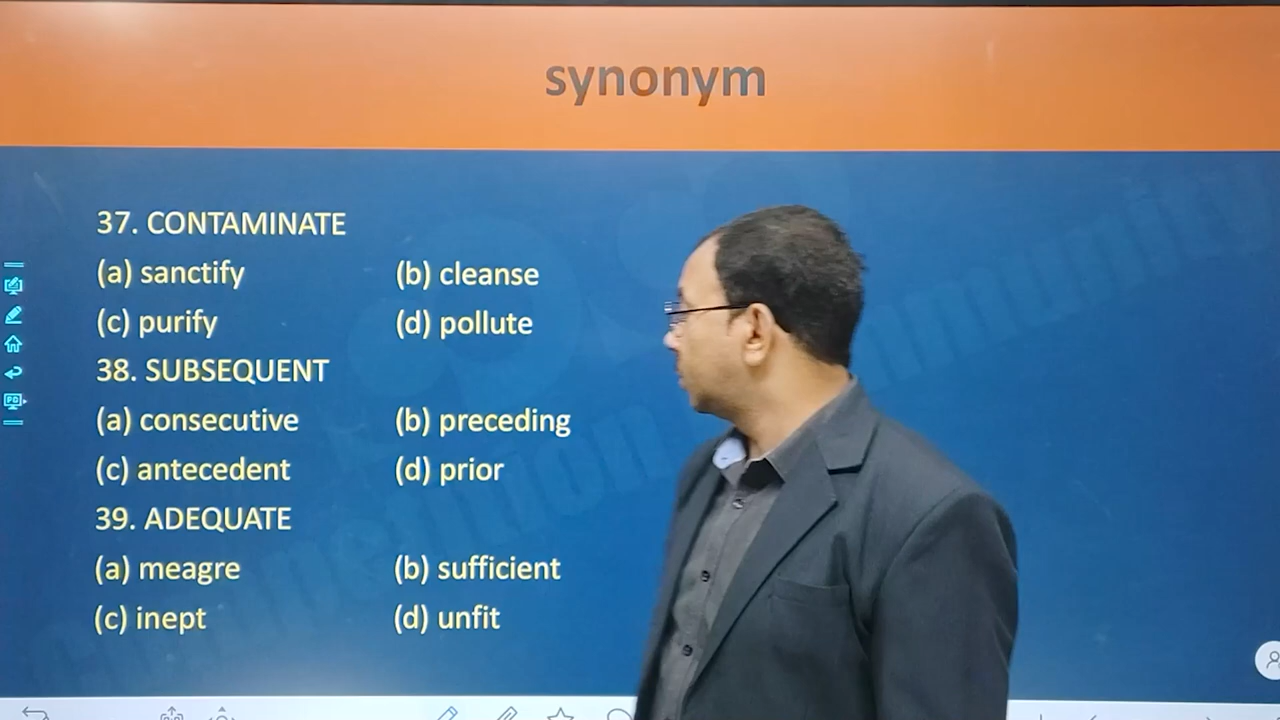 synonym
37. CONTAMINATE
(a) sanctify (b) cleanse
(c) purify (d) pollute
38. SUBSEQUENT
(a) consecutive (b) preceding
(c) antecedent (d) prior
39. ADEQUATE
(a) meagre (b) sufficient
(c) inept (d) unfit
PD